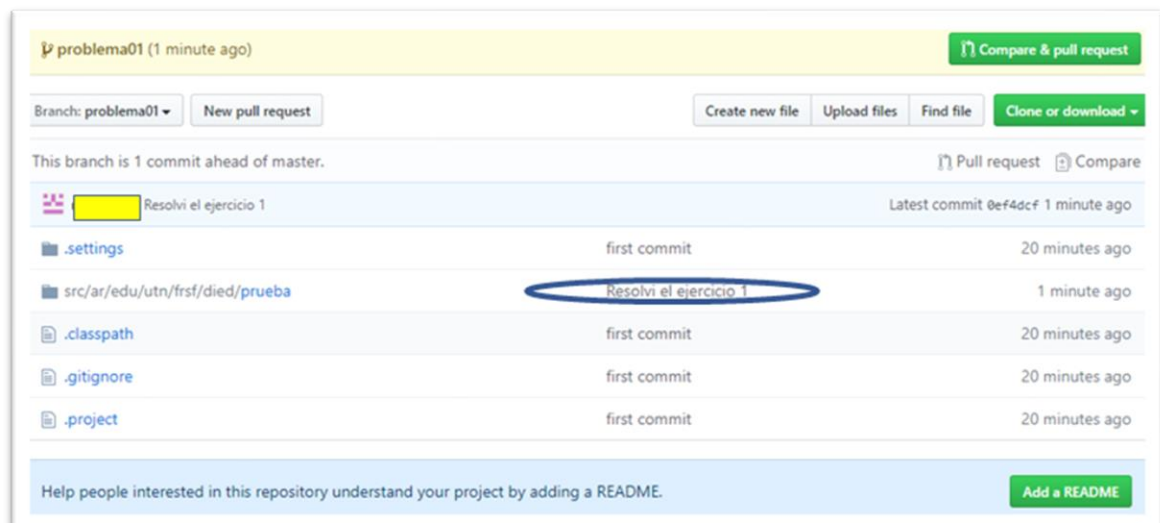 problema01 (1 minute ago) Compare & pull request
Branch: problema01 New pull request Create new file Upload files Find file Clone or download
This branch is 1 commit ahead of master. Pull request Compare
Resolvi el ejercicio 1 Latest commit 0ef4dcf 1 minute ago
.settings first commit 20 minutes ago
src/ar/edu/utn/frsf/died/prueba Resolvi el ejercicio 1 1 minute ago
.classpath first commit 20 minutes ago
.gitignore first commit 20 minutes ago
.project first commit 20 minutes ago
Help people interested in this repository understand your project by adding a README. Add a README